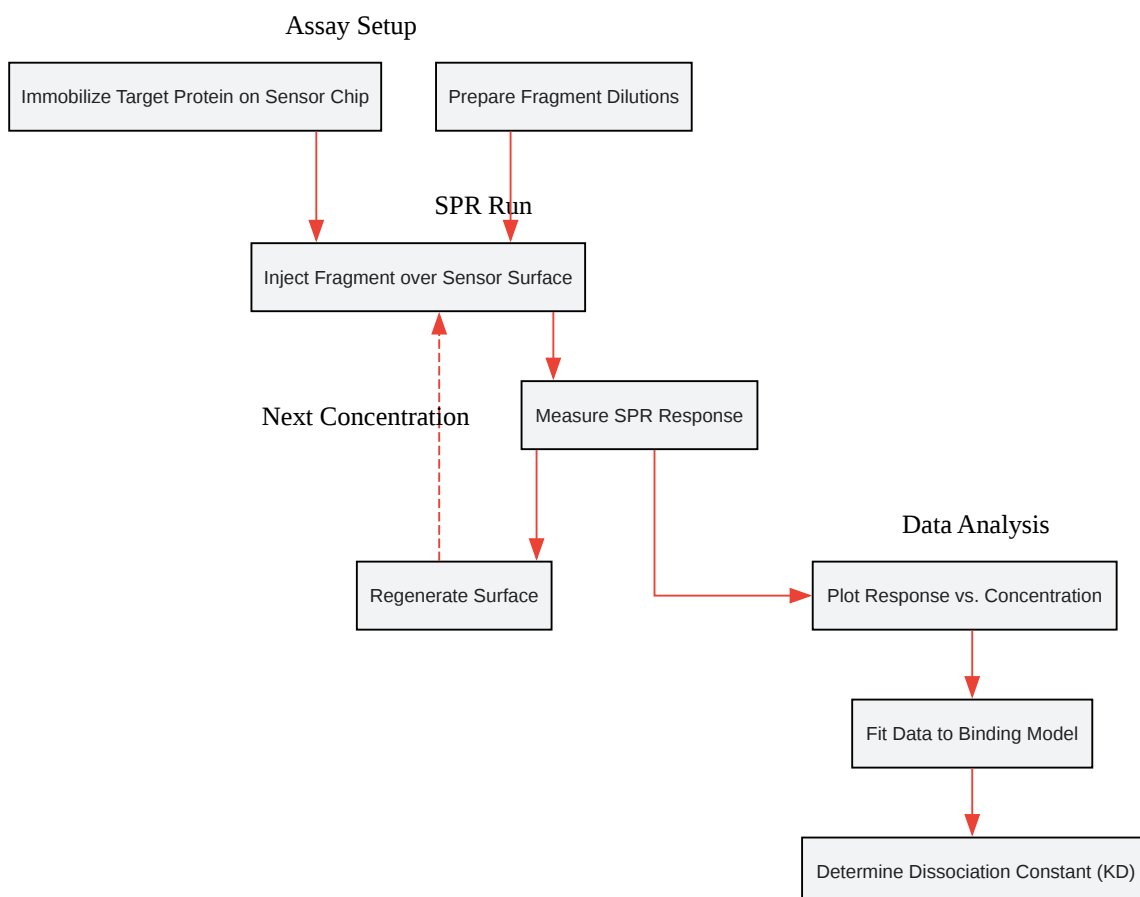 Assay Setup
Immobilize Target Protein on Sensor Chip
Prepare Fragment Dilutions
SPR Run
Inject Fragment over Sensor Surface
Next Concentration
Measure SPR Response
Data Analysis
Regenerate Surface
Plot Response vs. Concentration
Fit Data to Binding Model
Determine Dissociation Constant (KD)